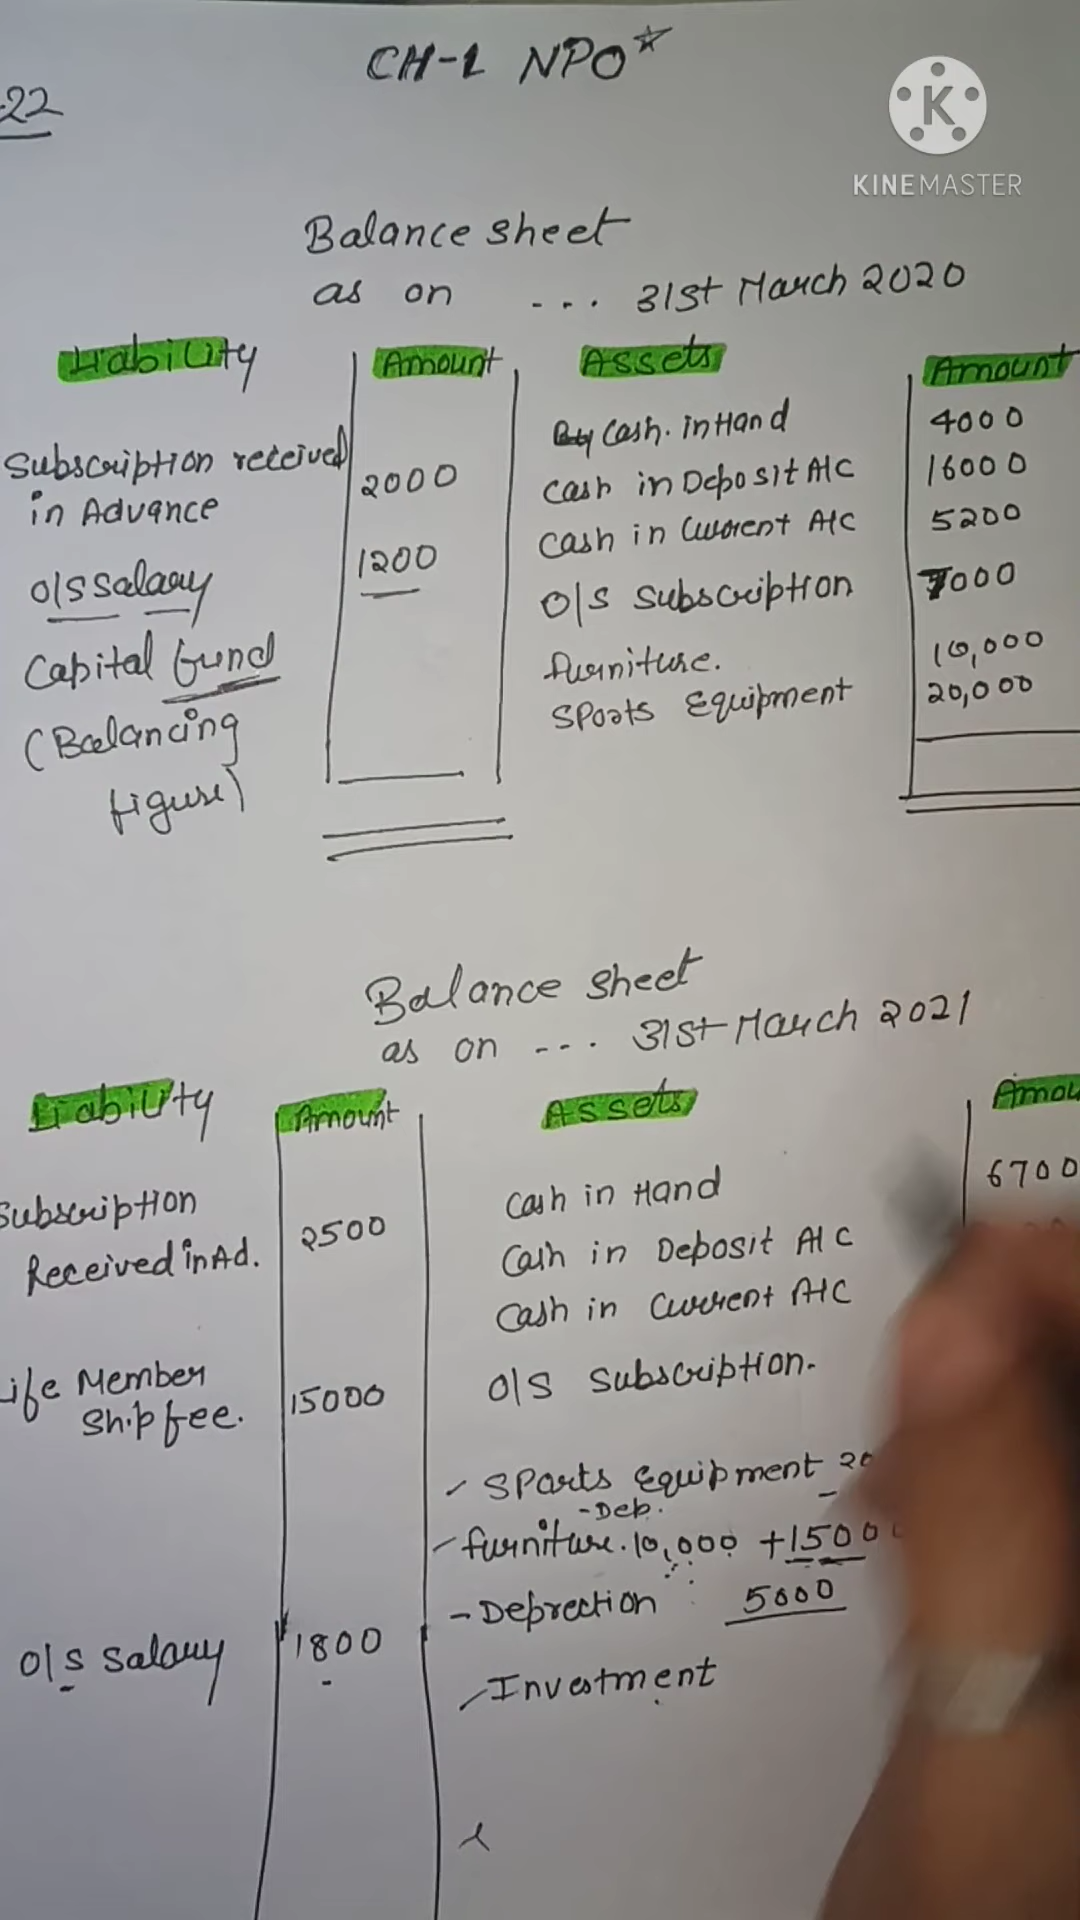 CH-1 NPO
22
KINEMASTER
Balance sheet
as on ... 31st March 2020
Liability Amount Assets Amount
Subscription received in Advance 2000
O/S Salary 1200
Capital fund
(Balancing
figure)
By Cash. in Hand 4000
Cash in Deposit A/C 16000
Cash in Current A/C 5200
O/S Subscription 7000
furniture. 10,000
Sports Equipment 20,000
Balance sheet
as on ... 31st March 2021
Liability Amount Assets Amou
Subscription
Received in Ad. 2500
Life Member
Ship fee. 15000
O/S Salary 1800
Cash in Hand 6700
Cash in Deposit A/C
Cash in Current A/C
O/S Subscription.
Sports Equipment 20
- Dep.
furniture. 10,000 + 15000
- Deprection 5000
Investment